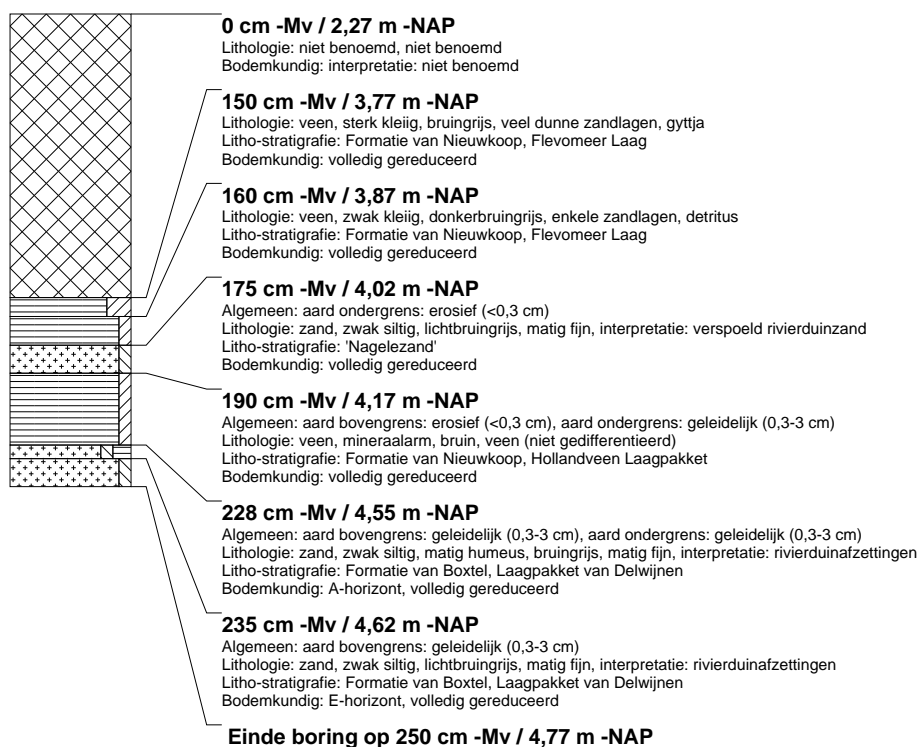 0 cm -Mv / 2,27 m -NAP
Lithologie: niet benoemd, niet benoemd
Bodemkundig: interpretatie: niet benoemd
150 cm -Mv / 3,77 m -NAP
Lithologie: veen, sterk kleiig, bruingrijs, veel dunne zandlagen, gyttja
Litho-stratigrafie: Formatie van Nieuwkoop, Flevomeer Laag
Bodemkundig: volledig gereduceerd
160 cm -Mv / 3,87 m -NAP
Lithologie: veen, zwak kleiig, donkerbruingrijs, enkele zandlagen, detritus
Litho-stratigrafie: Formatie van Nieuwkoop, Flevomeer Laag
Bodemkundig: volledig gereduceerd
175 cm -Mv / 4,02 m -NAP
Algemeen: aard ondergrens: erosief (<0,3 cm)
Lithologie: zand, zwak siltig, lichtbruingrijs, matig fijn, interpretatie: verspoeld rivierduinzand
Litho-stratigrafie: 'Nagelezand'
Bodemkundig: volledig gereduceerd
190 cm -Mv / 4,17 m -NAP
Algemeen: aard bovengrens: erosief (<0,3 cm), aard ondergrens: geleidelijk (0,3-3 cm)
Lithologie: veen, mineraalarm, bruin, veen (niet gedifferentieerd)
Litho-stratigrafie: Formatie van Nieuwkoop, Hollandveen Laagpakket
Bodemkundig: volledig gereduceerd
228 cm -Mv / 4,55 m -NAP
Algemeen: aard bovengrens: geleidelijk (0,3-3 cm), aard ondergrens: geleidelijk (0,3-3 cm)
Lithologie: zand, zwak siltig, matig humeus, bruingrijs, matig fijn, interpretatie: rivierduinafzettingen
Litho-stratigrafie: Formatie van Boxtel, Laagpakket van Delwijnen
Bodemkundig: A-horizont, volledig gereduceerd
235 cm -Mv / 4,62 m -NAP
Algemeen: aard bovengrens: geleidelijk (0,3-3 cm)
Lithologie: zand, zwak siltig, lichtbruingrijs, matig fijn, interpretatie: rivierduinafzettingen
Litho-stratigrafie: Formatie van Boxtel, Laagpakket van Delwijnen
Bodemkundig: E-horizont, volledig gereduceerd
Einde boring op 250 cm -Mv / 4,77 m -NAP